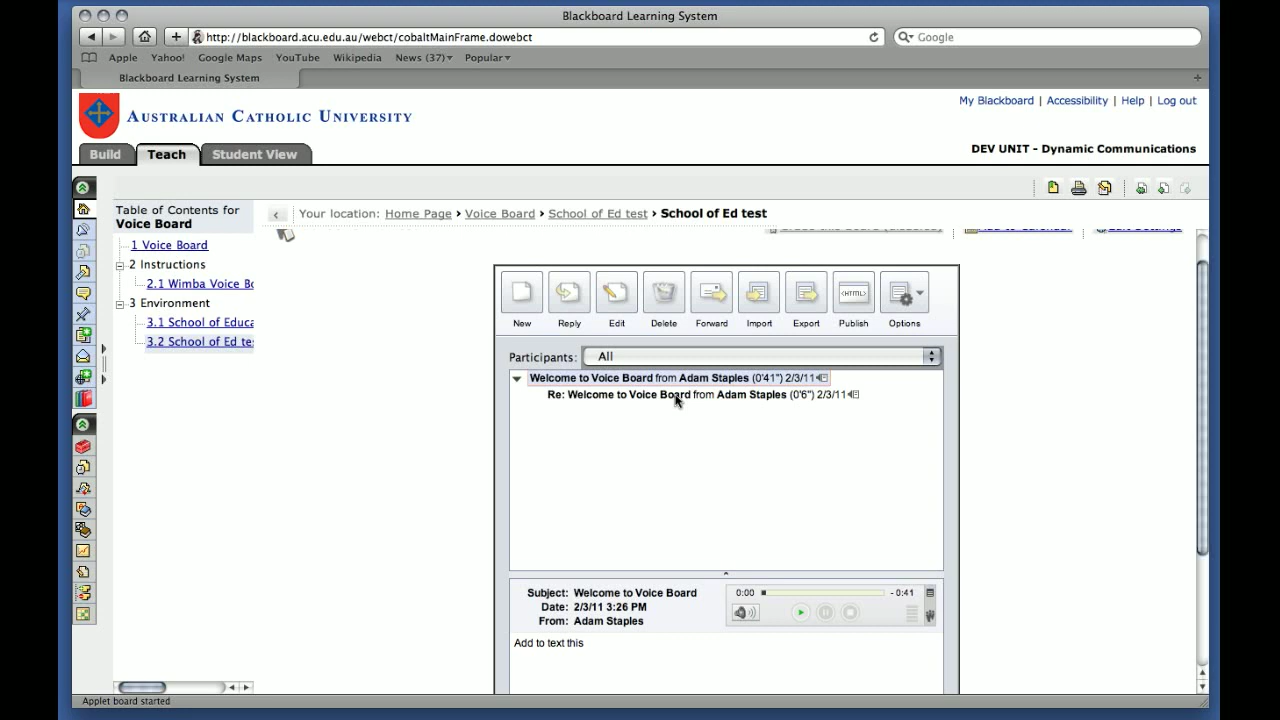 Blackboard Learning System
http://blackboard.acu.edu.au/webct/cobaltMainFrame.dowebct
Google
Apple Yahoo! Google Maps YouTube Wikipedia News (37) Popular
Blackboard Learning System
AUSTRALIAN CATHOLIC UNIVERSITY
My Blackboard | Accessibility | Help | Log out
Build Teach Student View
DEV UNIT - Dynamic Communications
Table of Contents for
Voice Board
Your location: Home Page › Voice Board › School of Ed test › School of Ed test
1 Voice Board
2 Instructions
2.1 Wimba Voice Bo
3 Environment
3.1 School of Educa
3.2 School of Ed te
Add to Calendar Edit Settings
New Reply Edit Delete Forward Import Export Publish Options
<HTML>
Participants: All
Welcome to Voice Board from Adam Staples (0'41") 2/3/11
Re: Welcome to Voice Board from Adam Staples (0'6") 2/3/11
Subject: Welcome to Voice Board
Date: 2/3/11 3:26 PM
From: Adam Staples
0:00 - 0:41
Add to text this
Applet board started